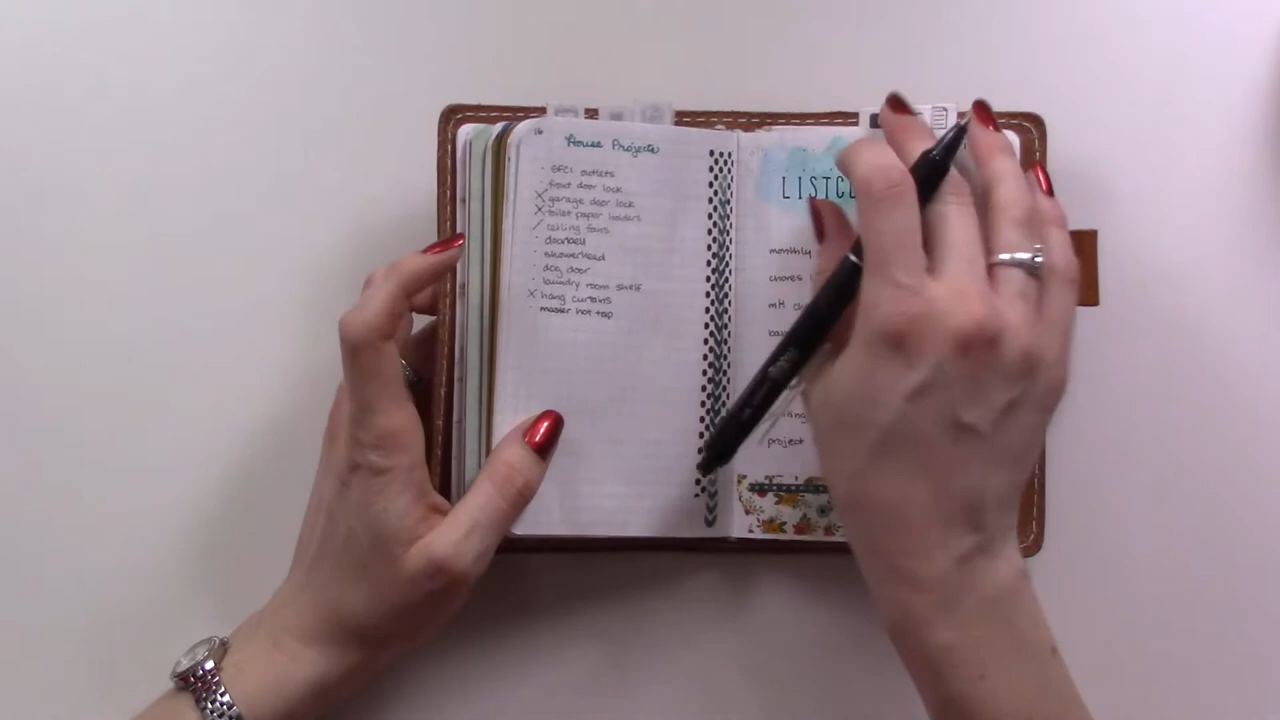 16
House Projects
· GFCI outlets
· front door lock
X garage door lock
X toilet paper holders
/ ceiling fans
· doorbell
· showerhead
· dog door
· laundry room shelf
X hang curtains
· master hot tap
LISTC
monthly
chores
project